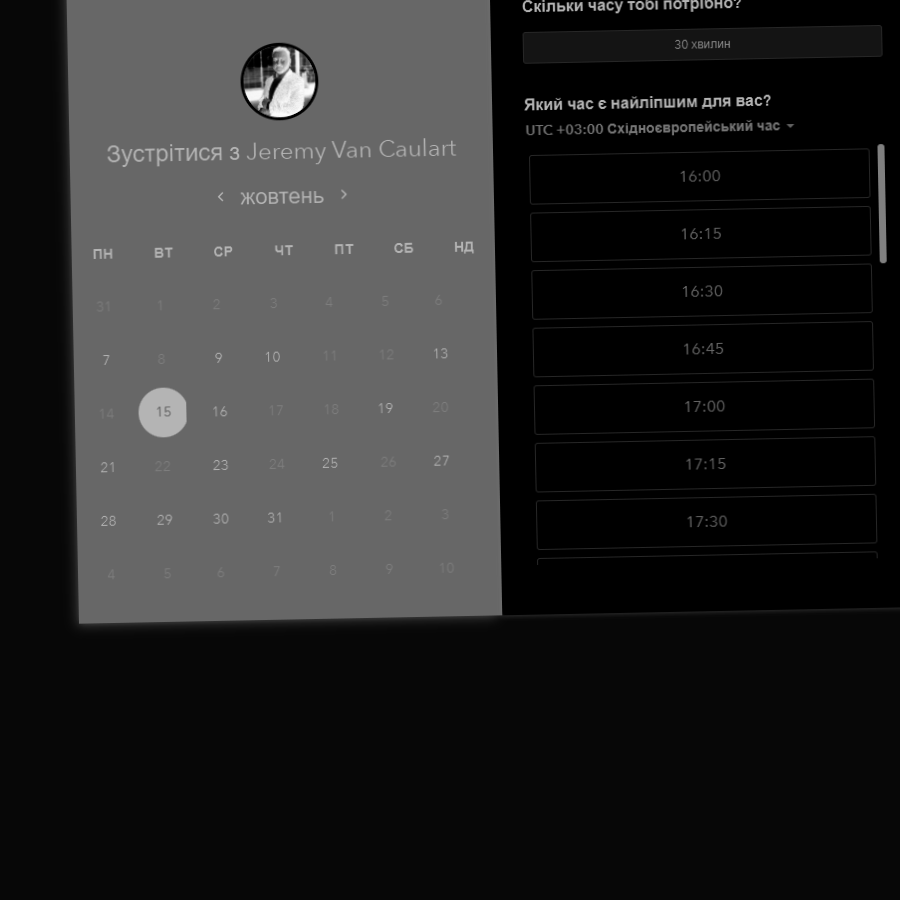 Зустрітися з Jeremy Van Caulart
жовтень
ПН ВТ СР ЧТ ПТ СБ НД
31 1 2 3 4 5 6
7 8 9 10 11 12 13
14 15 16 17 18 19 20
21 22 23 24 25 26 27
28 29 30 31 1 2 3
4 5 6 7 8 9 10
Скільки часу тобі потрібно?
30 хвилин
Який час є найліпшим для вас?
UTC +03:00 Східноєвропейський час
16:00
16:15
16:30
16:45
17:00
17:15
17:30